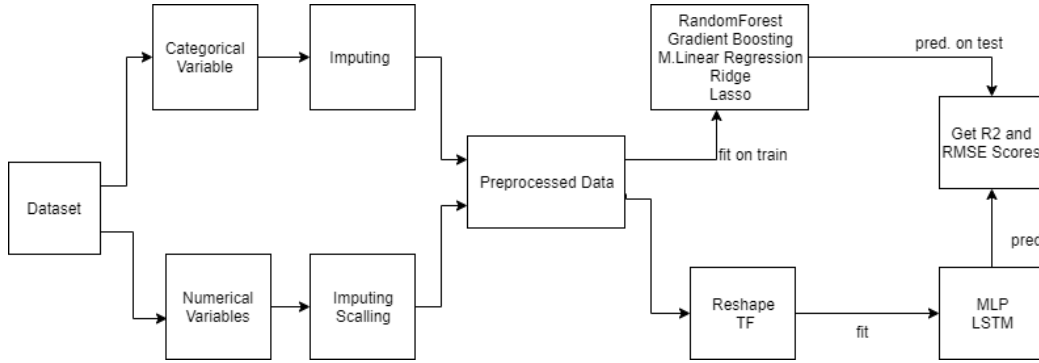 Dataset
Categorical
Variable
Imputing
Numerical
Variables
Imputing
Scalling
Preprocessed Data
fit on train
RandomForest
Gradient Boosting
M.Linear Regression
Ridge
Lasso
pred. on test
Get R2 and
RMSE Scores
Reshape
TF
fit
MLP
LSTM
pred